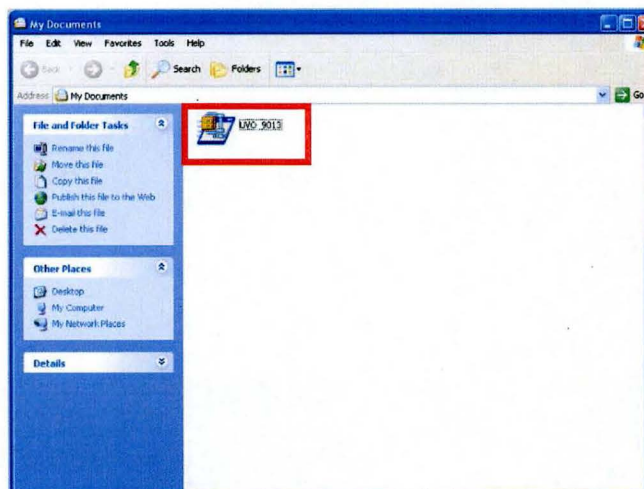 My Documents
File Edit View Favorites Tools Help
Back Search Folders
Address My Documents Go
File and Folder Tasks
Rename this file
Move this file
Copy this file
Publish this file to the Web
E-mail this file
Delete this file
Other Places
Desktop
My Computer
My Network Places
Details
UVO_9013